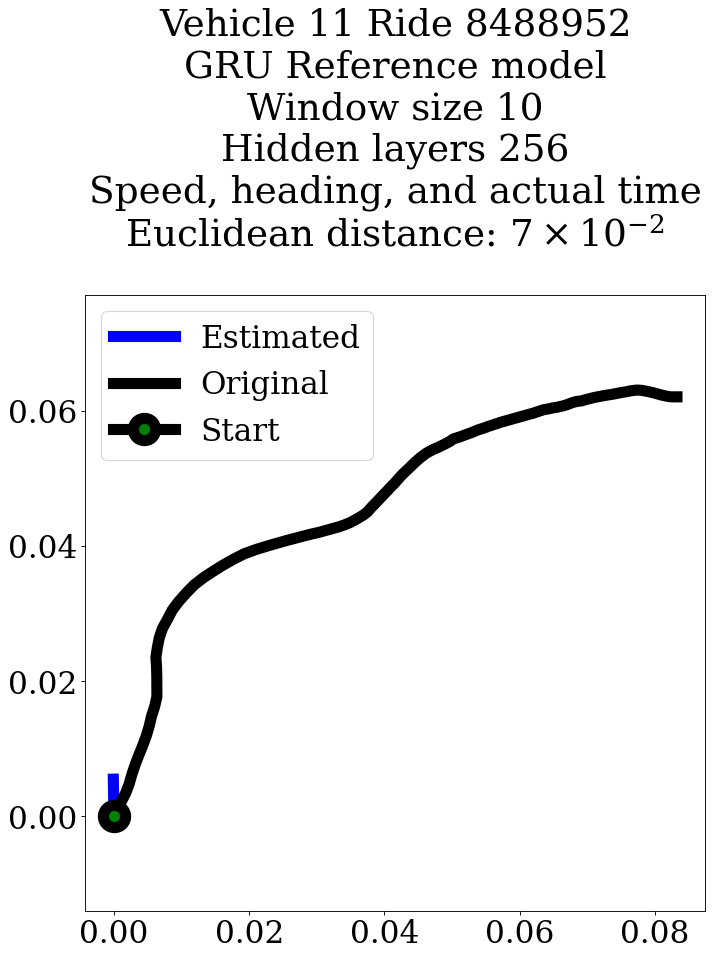 Vehicle 11 Ride 8488952
GRU Reference model
Window size 10
Hidden layers 256
Speed, heading, and actual time
Euclidean distance: $7 \times 10^{-2}$
Estimated
Original
Start
0.06
0.04
0.02
0.00
0.00 0.02 0.04 0.06 0.08